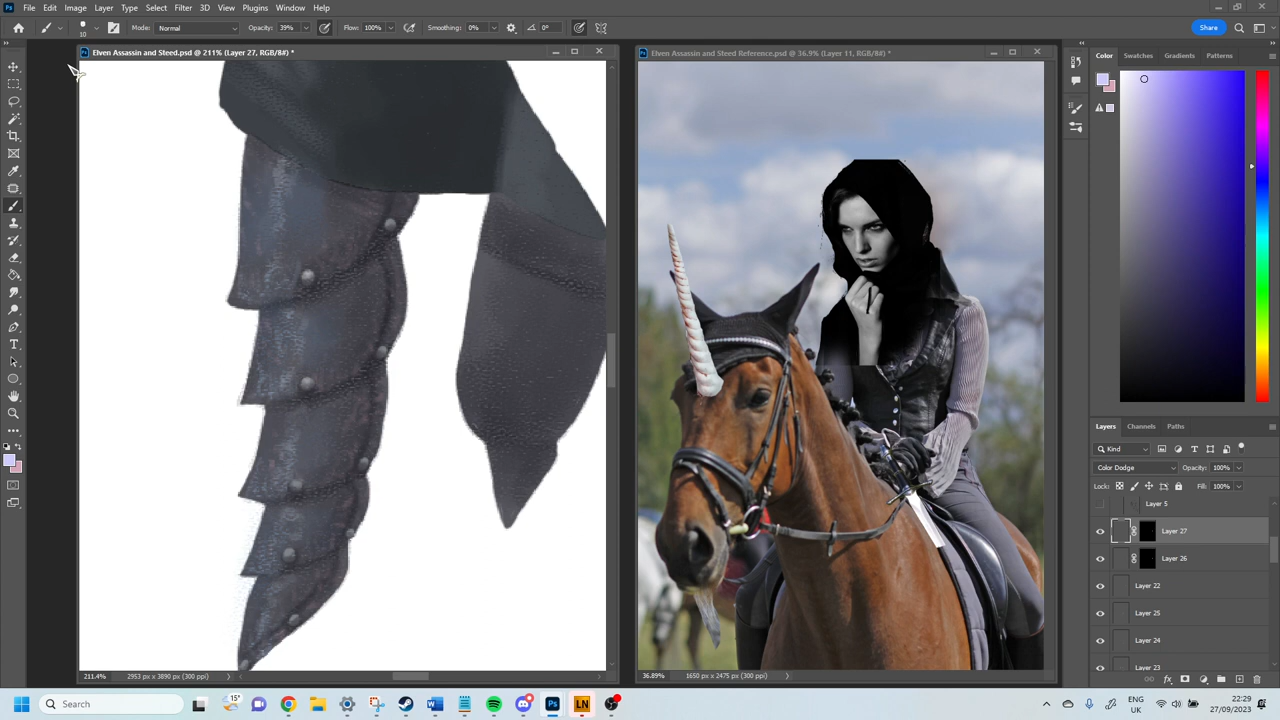 File Edit Image Layer Type Select Filter 3D View Plugins Window Help
10 Mode: Normal Opacity: 39% Flow: 100% Smoothing: 0% 0° Share
Elven Assassin and Steed.psd @ 211% (Layer 27, RGB/8#) *
Elven Assassin and Steed Reference.psd @ 36.9% (Layer 11, RGB/8#) *
Color Swatches Gradients Patterns
Layers Channels Paths
Kind
Color Dodge Opacity: 100%
Lock: Fill: 100%
Layer 5
Layer 27
Layer 26
Layer 22
Layer 25
Layer 24
Layer 23
211.4% 2953 px x 3890 px (300 ppi)
36.89% 1650 px x 2475 px (300 ppi)
Search
15°
Ps
LN
ENG
UK
22:29
27/09/2023